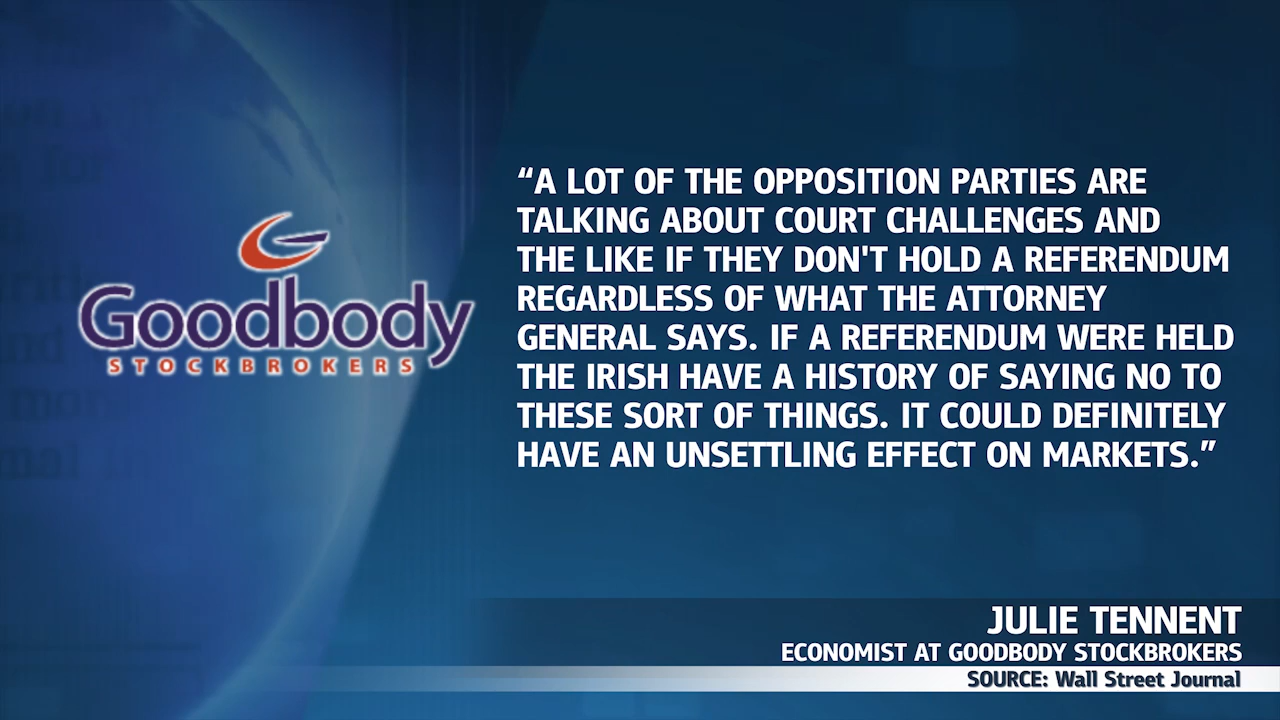 Goodbody
STOCKBROKERS
“A LOT OF THE OPPOSITION PARTIES ARE
TALKING ABOUT COURT CHALLENGES AND
THE LIKE IF THEY DON'T HOLD A REFERENDUM
REGARDLESS OF WHAT THE ATTORNEY
GENERAL SAYS. IF A REFERENDUM WERE HELD
THE IRISH HAVE A HISTORY OF SAYING NO TO
THESE SORT OF THINGS. IT COULD DEFINITELY
HAVE AN UNSETTLING EFFECT ON MARKETS.”
JULIE TENNENT
ECONOMIST AT GOODBODY STOCKBROKERS
SOURCE: Wall Street Journal